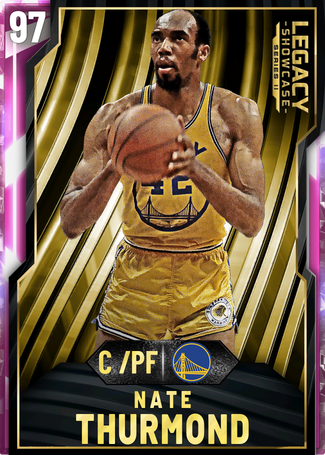 97
LEGACY
-SHOWCASE-
SERIES II
42
C/PF
NATE
THURMOND